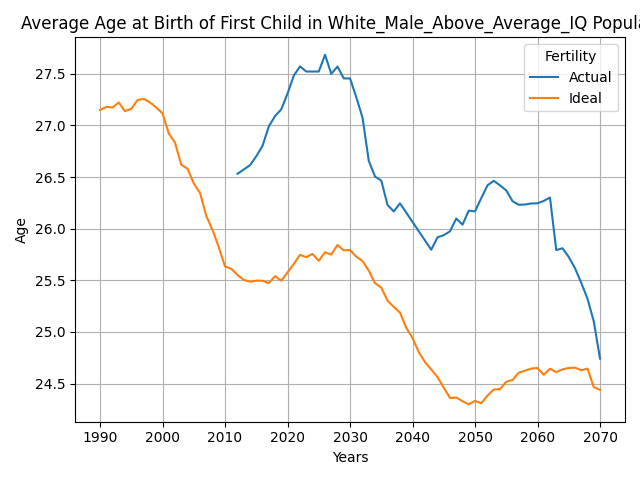 Average Age at Birth of First Child in White_Male_Above_Average_IQ Popula
Fertility
Actual
Ideal
27.5
27.0
26.5
26.0
25.5
25.0
24.5
Age
1990 2000 2010 2020 2030 2040 2050 2060 2070
Years